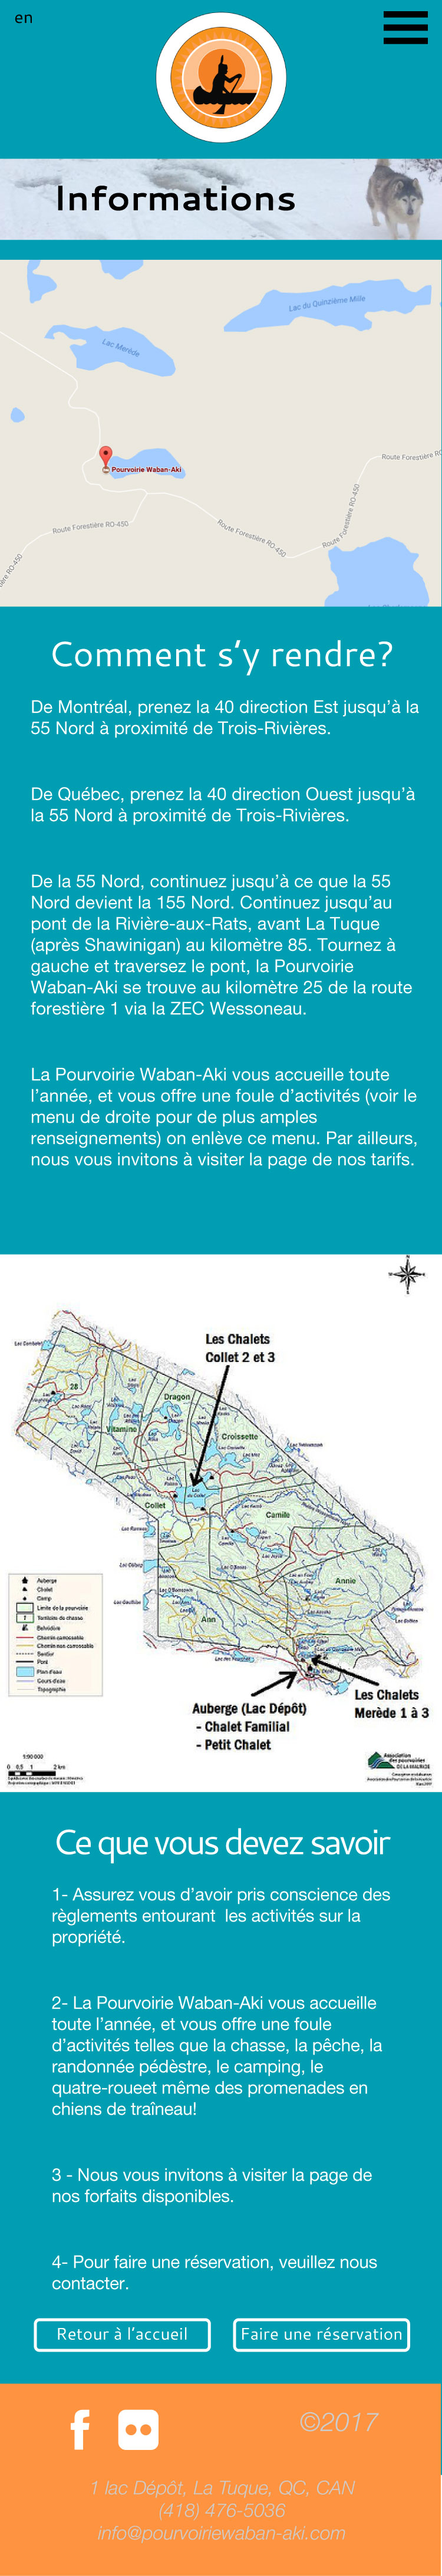 en
Informations
Lac du Quinzième Mille
Lac Merède
Pourvoirie Waban-Aki
Route Forestière RO-450
Route Forestière RO-450
Route Forestière RO-450
Comment s'y rendre?
De Montréal, prenez la 40 direction Est jusqu'à la
55 Nord à proximité de Trois-Rivières.
De Québec, prenez la 40 direction Ouest jusqu'à
la 55 Nord à proximité de Trois-Rivières.
De la 55 Nord, continuez jusqu'à ce que la 55
Nord devient la 155 Nord. Continuez jusqu'au
pont de la Rivière-aux-Rats, avant La Tuque
(après Shawinigan) au kilomètre 85. Tournez à
gauche et traversez le pont, la Pourvoirie
Waban-Aki se trouve au kilomètre 25 de la route
forestière 1 via la ZEC Wessoneau.
La Pourvoirie Waban-Aki vous accueille toute
l'année, et vous offre une foule d'activités (voir le
menu de droite pour de plus amples
renseignements) on enlève ce menu. Par ailleurs,
nous vous invitons à visiter la page de nos tarifs.
Les Chalets
Collet 2 et 3
28
Dragon
Vitamine
Croissette
Collet
Camille
Annie
Ann
Auberge
Chalet
Camp
Limite de la pourvoirie
Territoire de chasse
Belvédère
Chemin carrossable
Chemin non carrossable
Sentier
Pont
Plan d'eau
Cours d'eau
Topographie
Auberge (Lac Dépôt)
- Chalet Familial
- Petit Chalet
Les Chalets
Merède 1 à 3
1:90 000
0 0.5 1 2 km
Association
des pourvoiries
DE LA MAURICIE
Ce que vous devez savoir
1- Assurez vous d'avoir pris conscience des
règlements entourant les activités sur la
propriété.
2- La Pourvoirie Waban-Aki vous accueille
toute l'année, et vous offre une foule
d'activités telles que la chasse, la pêche, la
randonnée pédèstre, le camping, le
quatre-roueet même des promenades en
chiens de traîneau!
3 - Nous vous invitons à visiter la page de
nos forfaits disponibles.
4- Pour faire une réservation, veuillez nous
contacter.
Retour à l'accueil Faire une réservation
©2017
1 lac Dépôt, La Tuque, QC, CAN
(418) 476-5036
info@pourvoiriewaban-aki.com